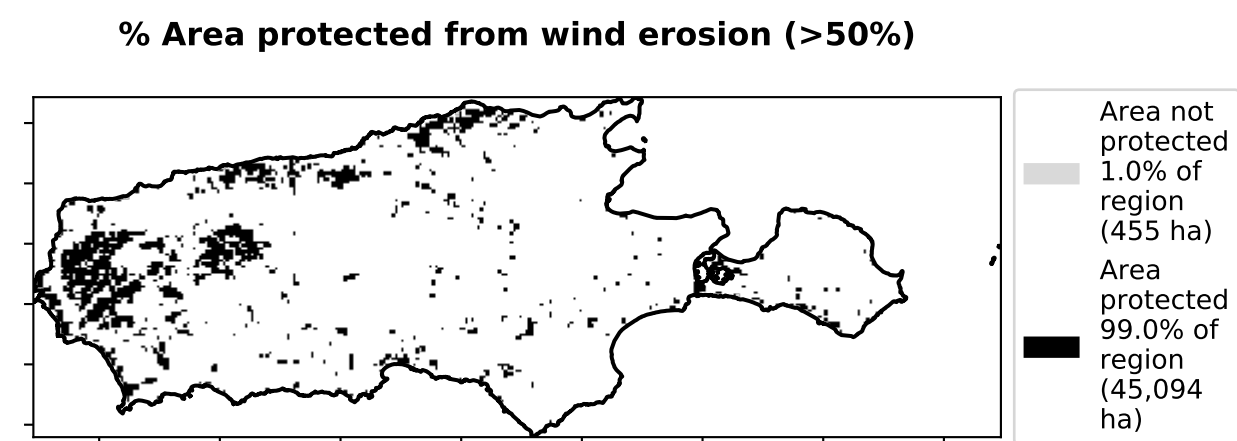 % Area protected from wind erosion (>50%)
Area not
protected
1.0% of
region
(455 ha)
Area
protected
99.0% of
region
(45,094
ha)